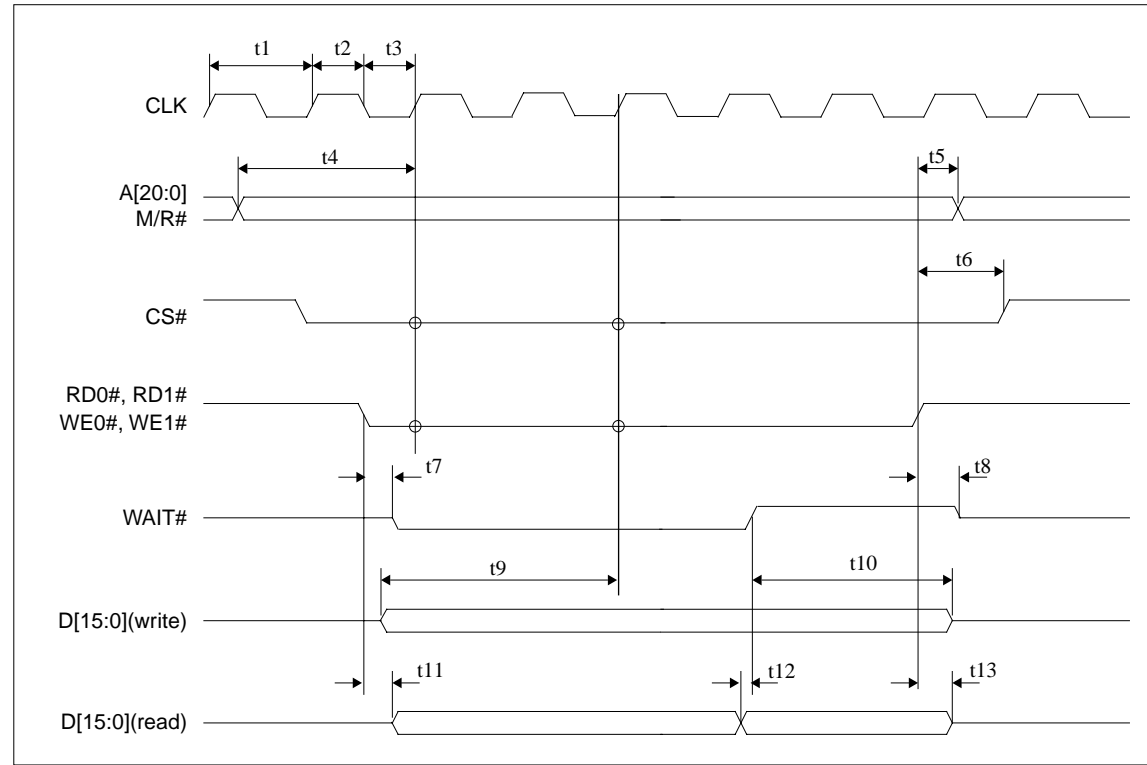 t1 t2 t3
CLK
t4 t5
A[20:0]
M/R#
t6
CS#
RD0#, RD1#
WE0#, WE1#
t7 t8
WAIT#
t9 t10
D[15:0](write)
t11 t12 t13
D[15:0](read)